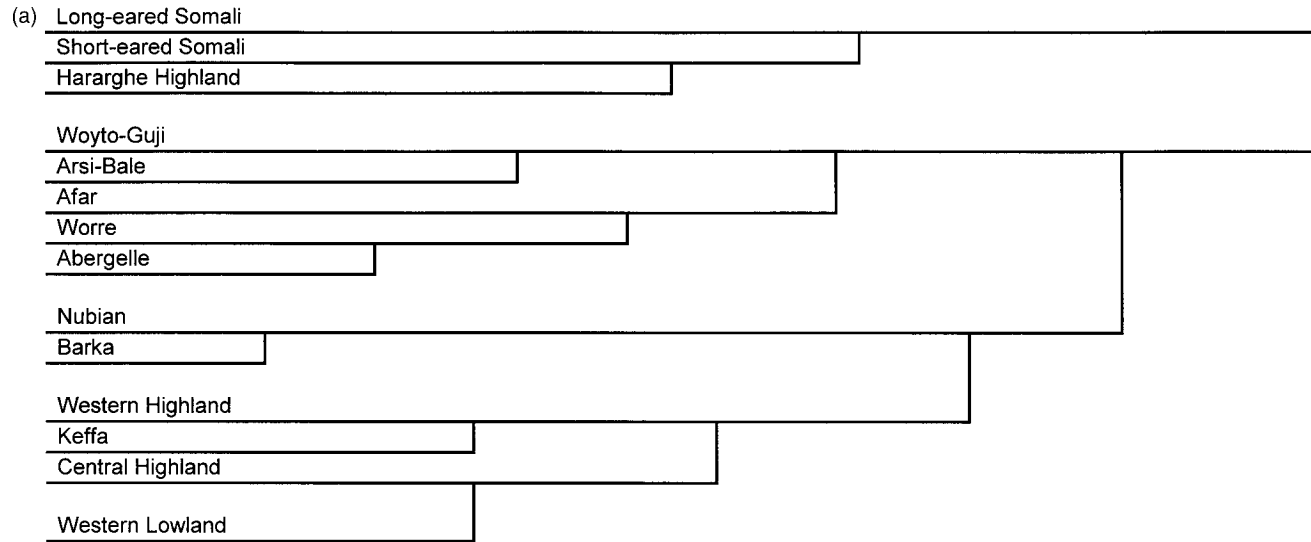 (a) Long-eared Somali
Short-eared Somali
Hararghe Highland
Woyto-Guji
Arsi-Bale
Afar
Worre
Abergelle
Nubian
Barka
Western Highland
Keffa
Central Highland
Western Lowland